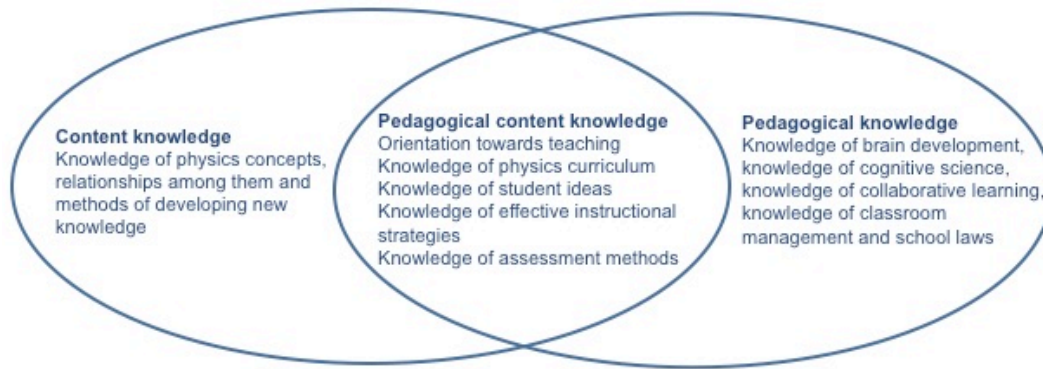 Content knowledge
Knowledge of physics concepts,
relationships among them and
methods of developing new
knowledge
Pedagogical content knowledge
Orientation towards teaching
Knowledge of physics curriculum
Knowledge of student ideas
Knowledge of effective instructional
strategies
Knowledge of assessment methods
Pedagogical knowledge
Knowledge of brain development,
knowledge of cognitive science,
knowledge of collaborative learning,
knowledge of classroom
management and school laws